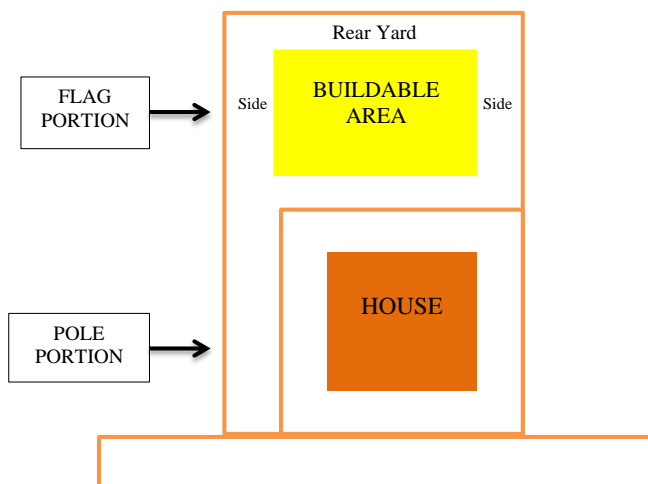 Rear Yard
FLAG
PORTION
Side
BUILDABLE
AREA
Side
HOUSE
POLE
PORTION